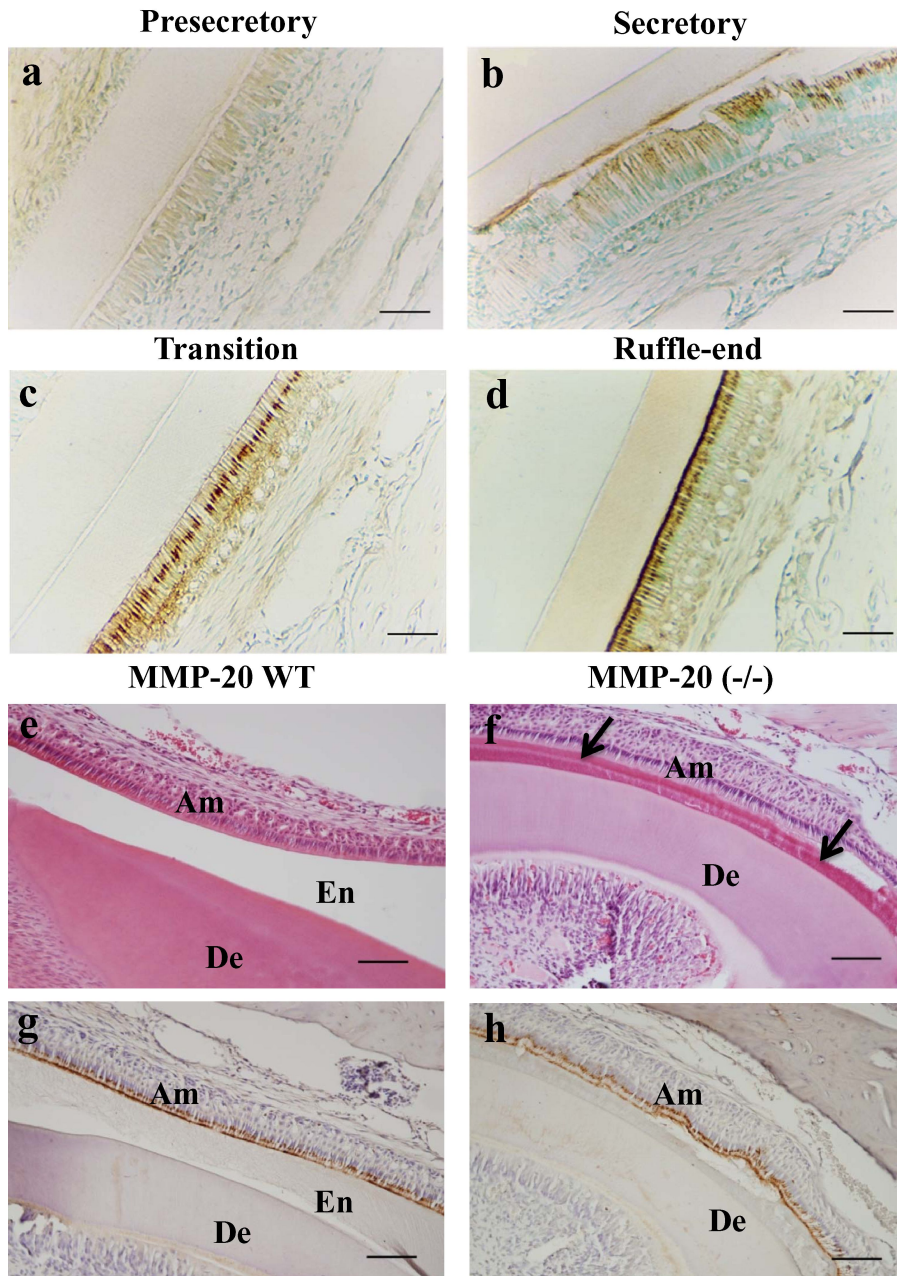 Presecretory
Secretory
a
b
Transition
Ruffle-end
c
d
MMP-20 WT
MMP-20 (-/-)
e
Am
En
De
f
Am
De
g
Am
En
De
h
Am
De